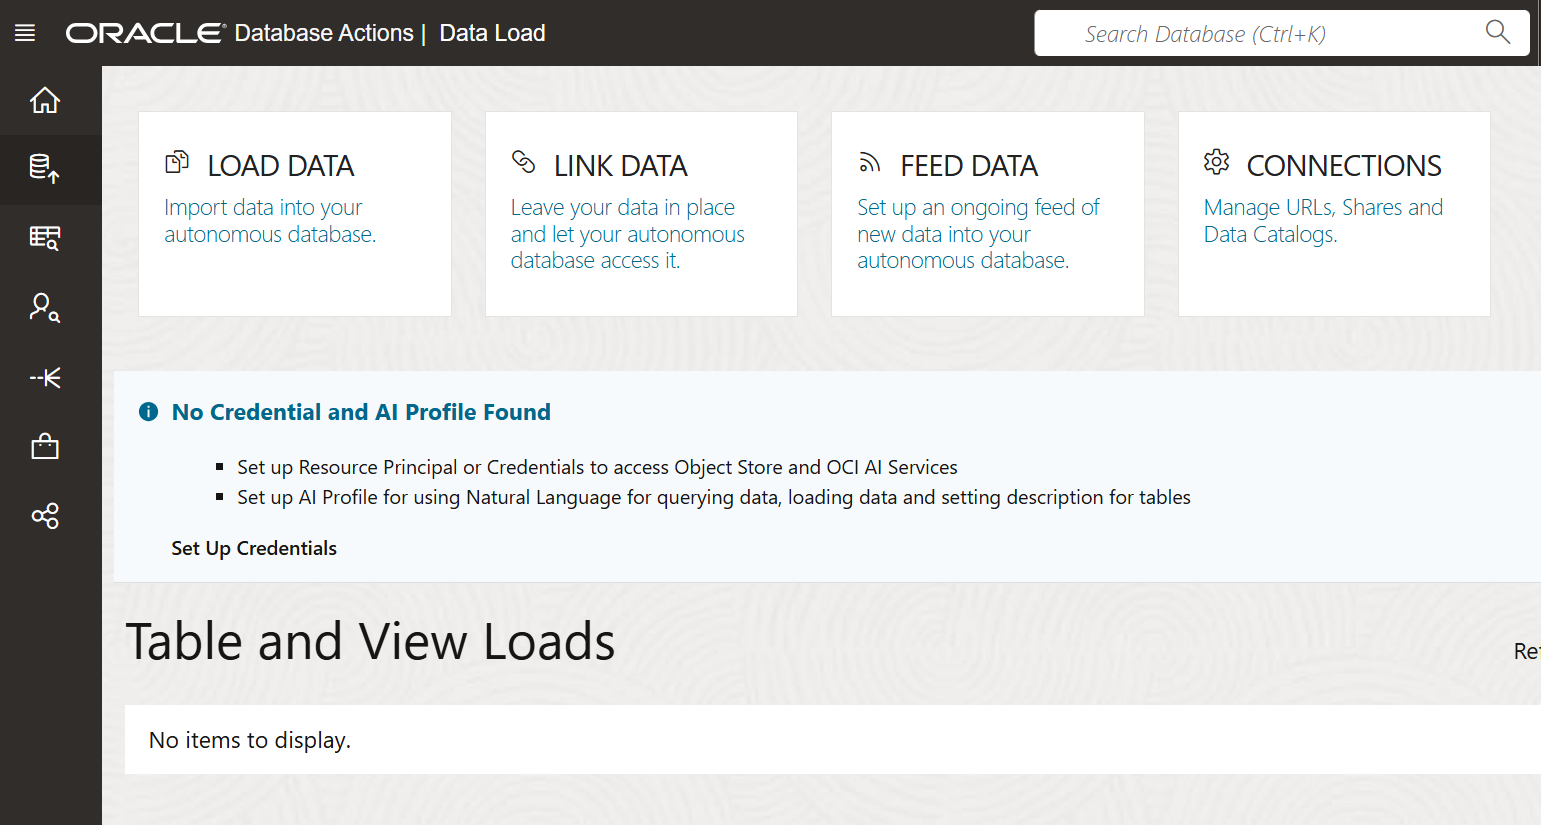 ORACLE® Database Actions | Data Load
Search Database (Ctrl+K)
LOAD DATA
Import data into your
autonomous database.
LINK DATA
Leave your data in place
and let your autonomous
database access it.
FEED DATA
Set up an ongoing feed of
new data into your
autonomous database.
CONNECTIONS
Manage URLs, Shares and
Data Catalogs.
No Credential and AI Profile Found
Set up Resource Principal or Credentials to access Object Store and OCI AI Services
Set up AI Profile for using Natural Language for querying data, loading data and setting description for tables
Set Up Credentials
Table and View Loads
No items to display.